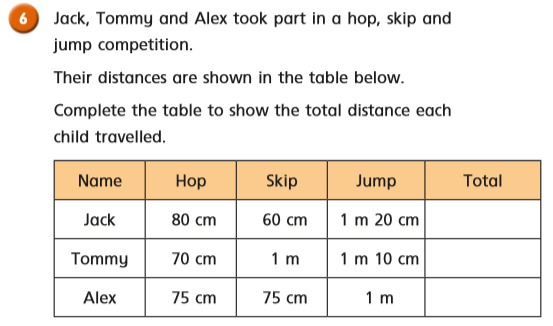 6 Jack, Tommy and Alex took part in a hop, skip and
jump competition.
Their distances are shown in the table below.
Complete the table to show the total distance each
child travelled.
Name Hop Skip Jump Total
Jack 80 cm 60 cm 1 m 20 cm
Tommy 70 cm 1 m 1 m 10 cm
Alex 75 cm 75 cm 1 m